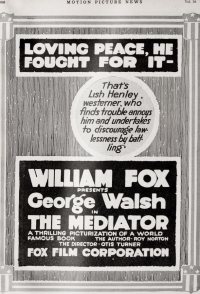 MOTION PICTURE NEWS
LOVING PEACE, HE
FOUGHT FOR IT-
That's
Lish Henley -
westerner, who
finds trouble annoys
him and undertakes
to discourage law-
lessness by bat-
tling
WILLIAM FOX
PRESENTS
George Walsh
IN
THE MEDIATOR
A THRILLING PICTURIZATION OF A WORLD
FAMOUS BOOK THE AUTHOR - ROY NORTON
THE DIRECTOR - OTIS TURNER
FOX FILM CORPORATION